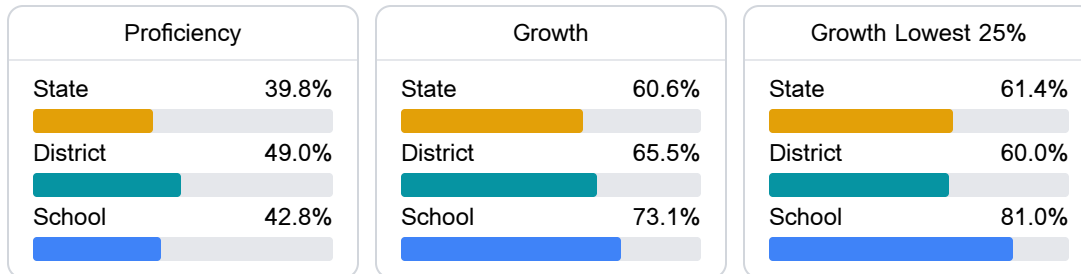 Proficiency
State 39.8%
District 49.0%
School 42.8%
Growth
State 60.6%
District 65.5%
School 73.1%
Growth Lowest 25%
State 61.4%
District 60.0%
School 81.0%